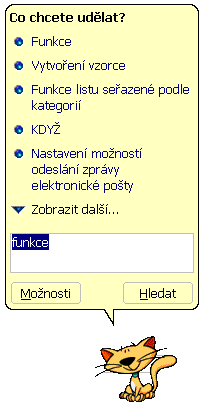 Co chcete udělat?
Funkce
Vytvoření vzorce
Funkce listu seřazené podle
kategorií
KDYŽ
Nastavení možností
odeslání zprávy
elektronické pošty
Zobrazit další...
funkce
Možnosti
Hledat